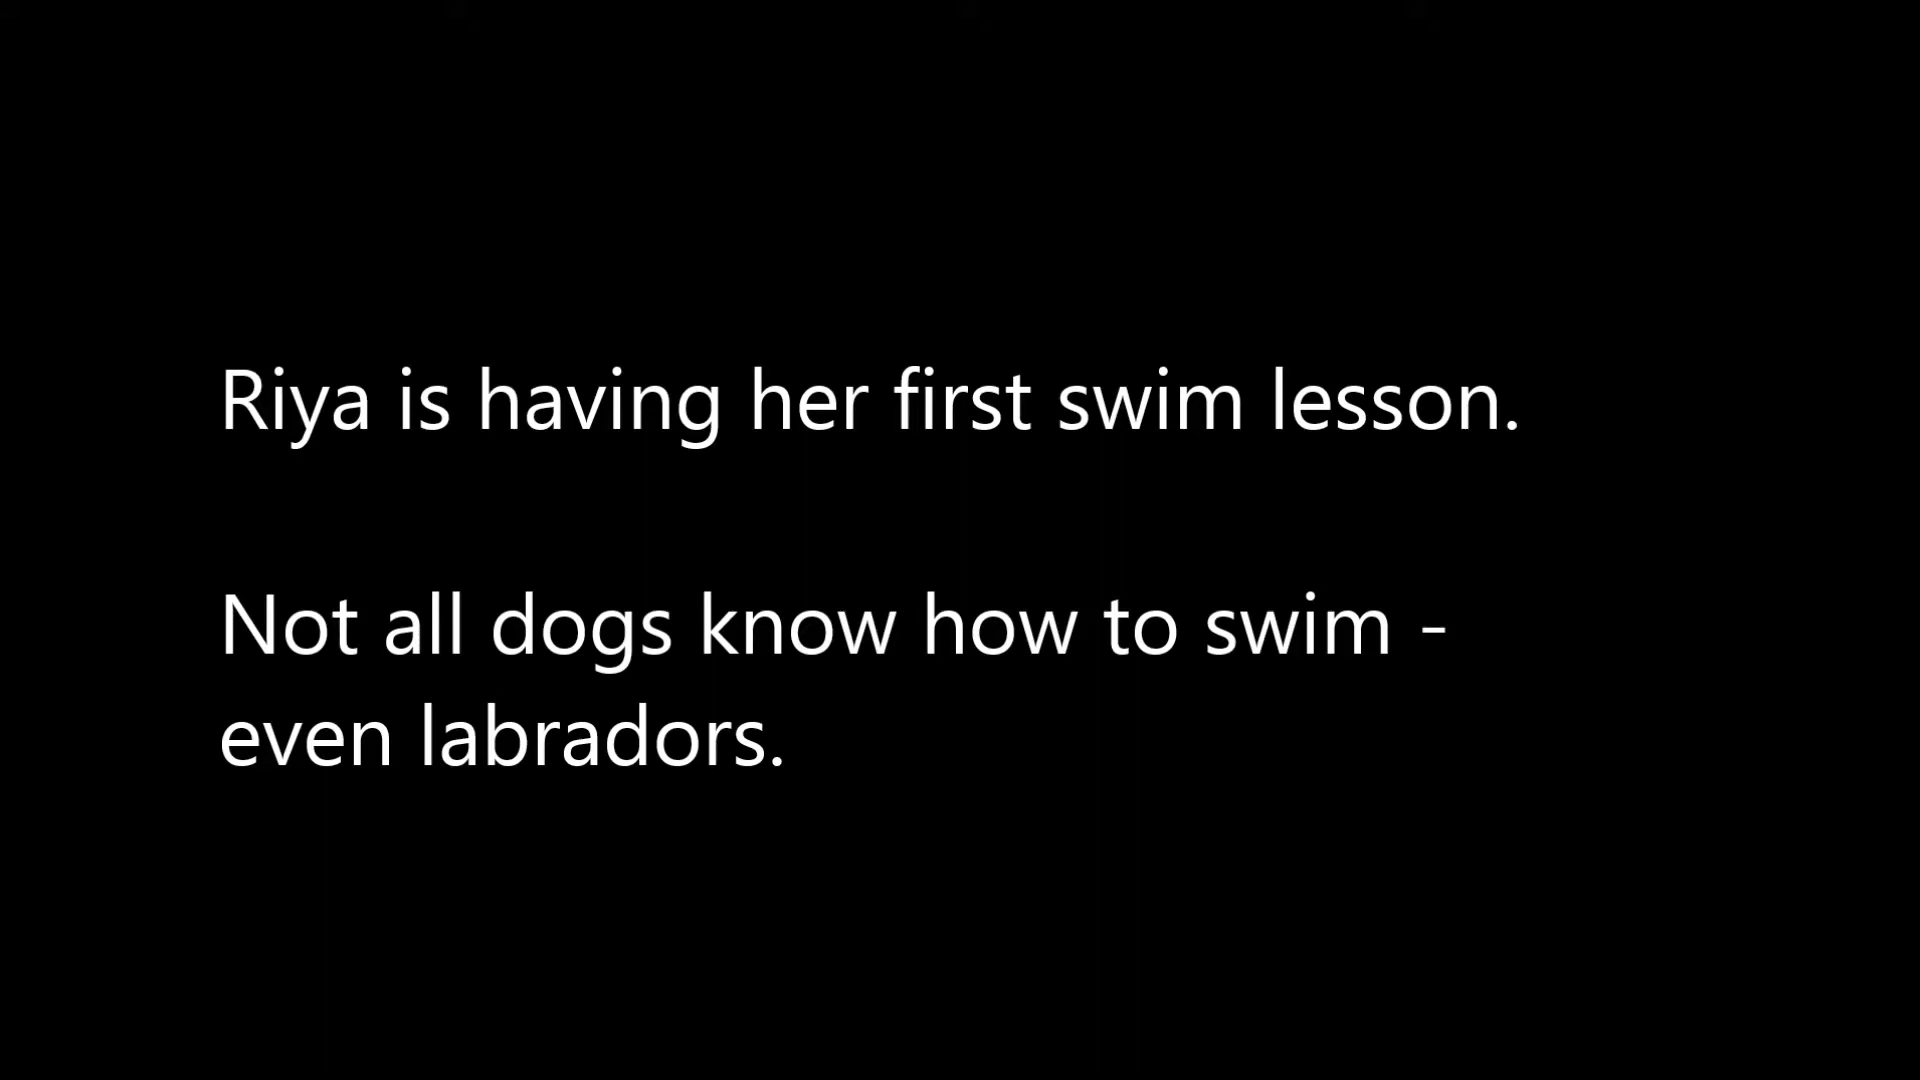 Riya is having her first swim lesson.
Not all dogs know how to swim -
even labradors.